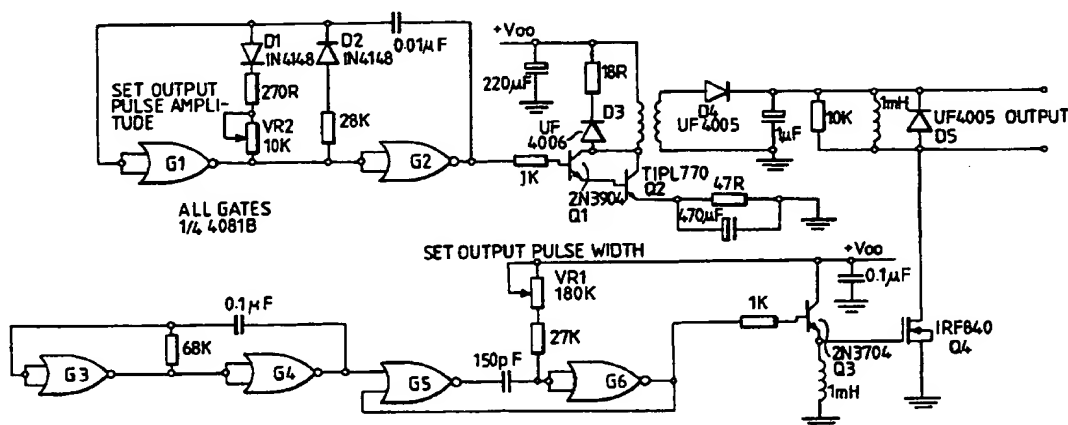 D1
1N4148
D2
1N4148
0.01µF
+Voo
220µF
18R
D3
UF
4006
SET OUTPUT
PULSE AMPLI-
TUDE
270R
VR2
10K
28K
G1
G2
1K
2N3904
Q1
TIPL770
Q2
47R
470µF
D4
UF4005
1µF
10K
1mH
UF4005 OUTPUT
D5
ALL GATES
1/4 4081B
SET OUTPUT PULSE WIDTH
VR1
180K
27K
+Voo
0.1µF
0.1µF
68K
G3
G4
G5
150pF
G6
1K
2N3704
Q3
1mH
IRF840
Q4